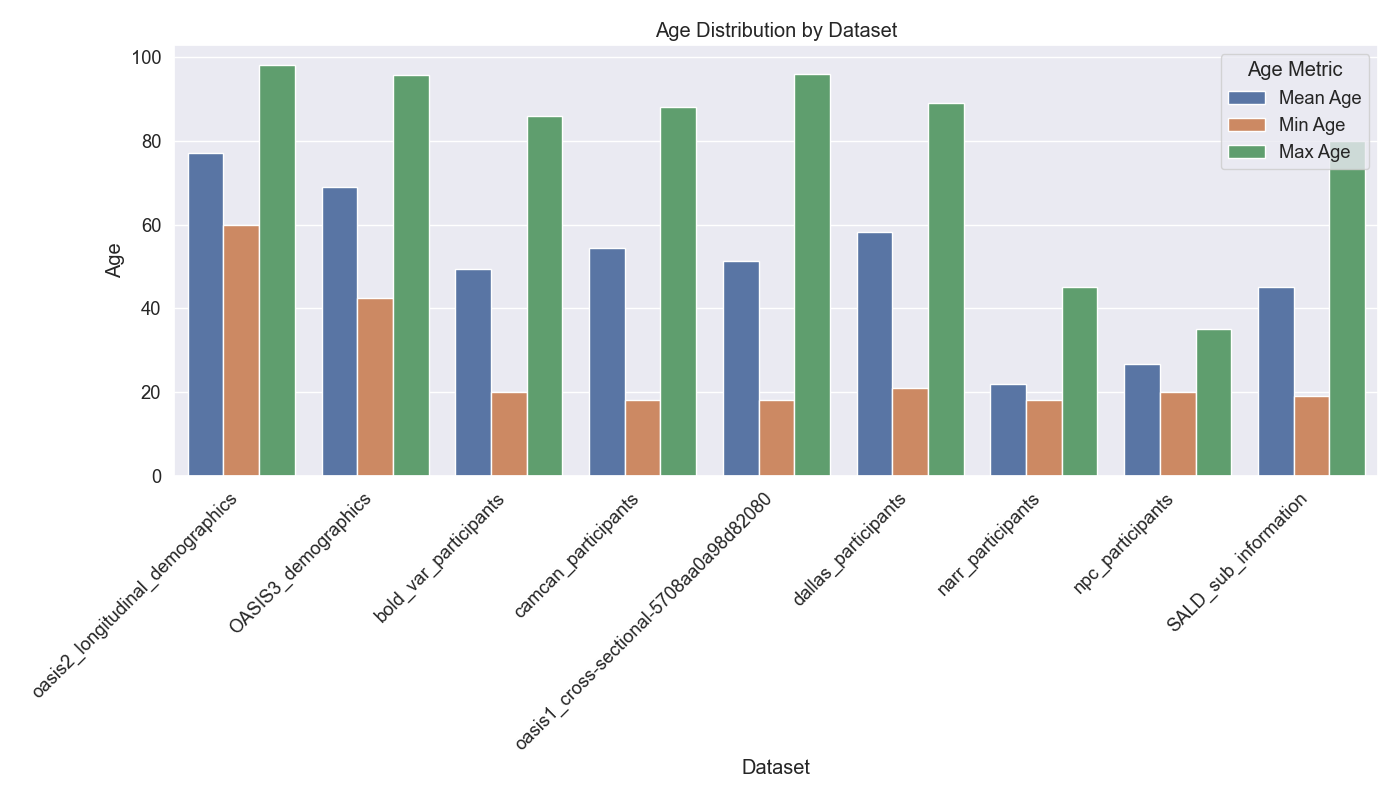 Age Distribution by Dataset
Age Metric
Mean Age
Min Age
Max Age
Age
100
80
60
40
20
0
oasis2_longitudinal_demographics
OASIS3_demographics
bold_var_participants
camcan_participants
oasis1_cross-sectional-5708aa0a98d82080
dallas_participants
narr_participants
npc_participants
SALD_sub_information
Dataset